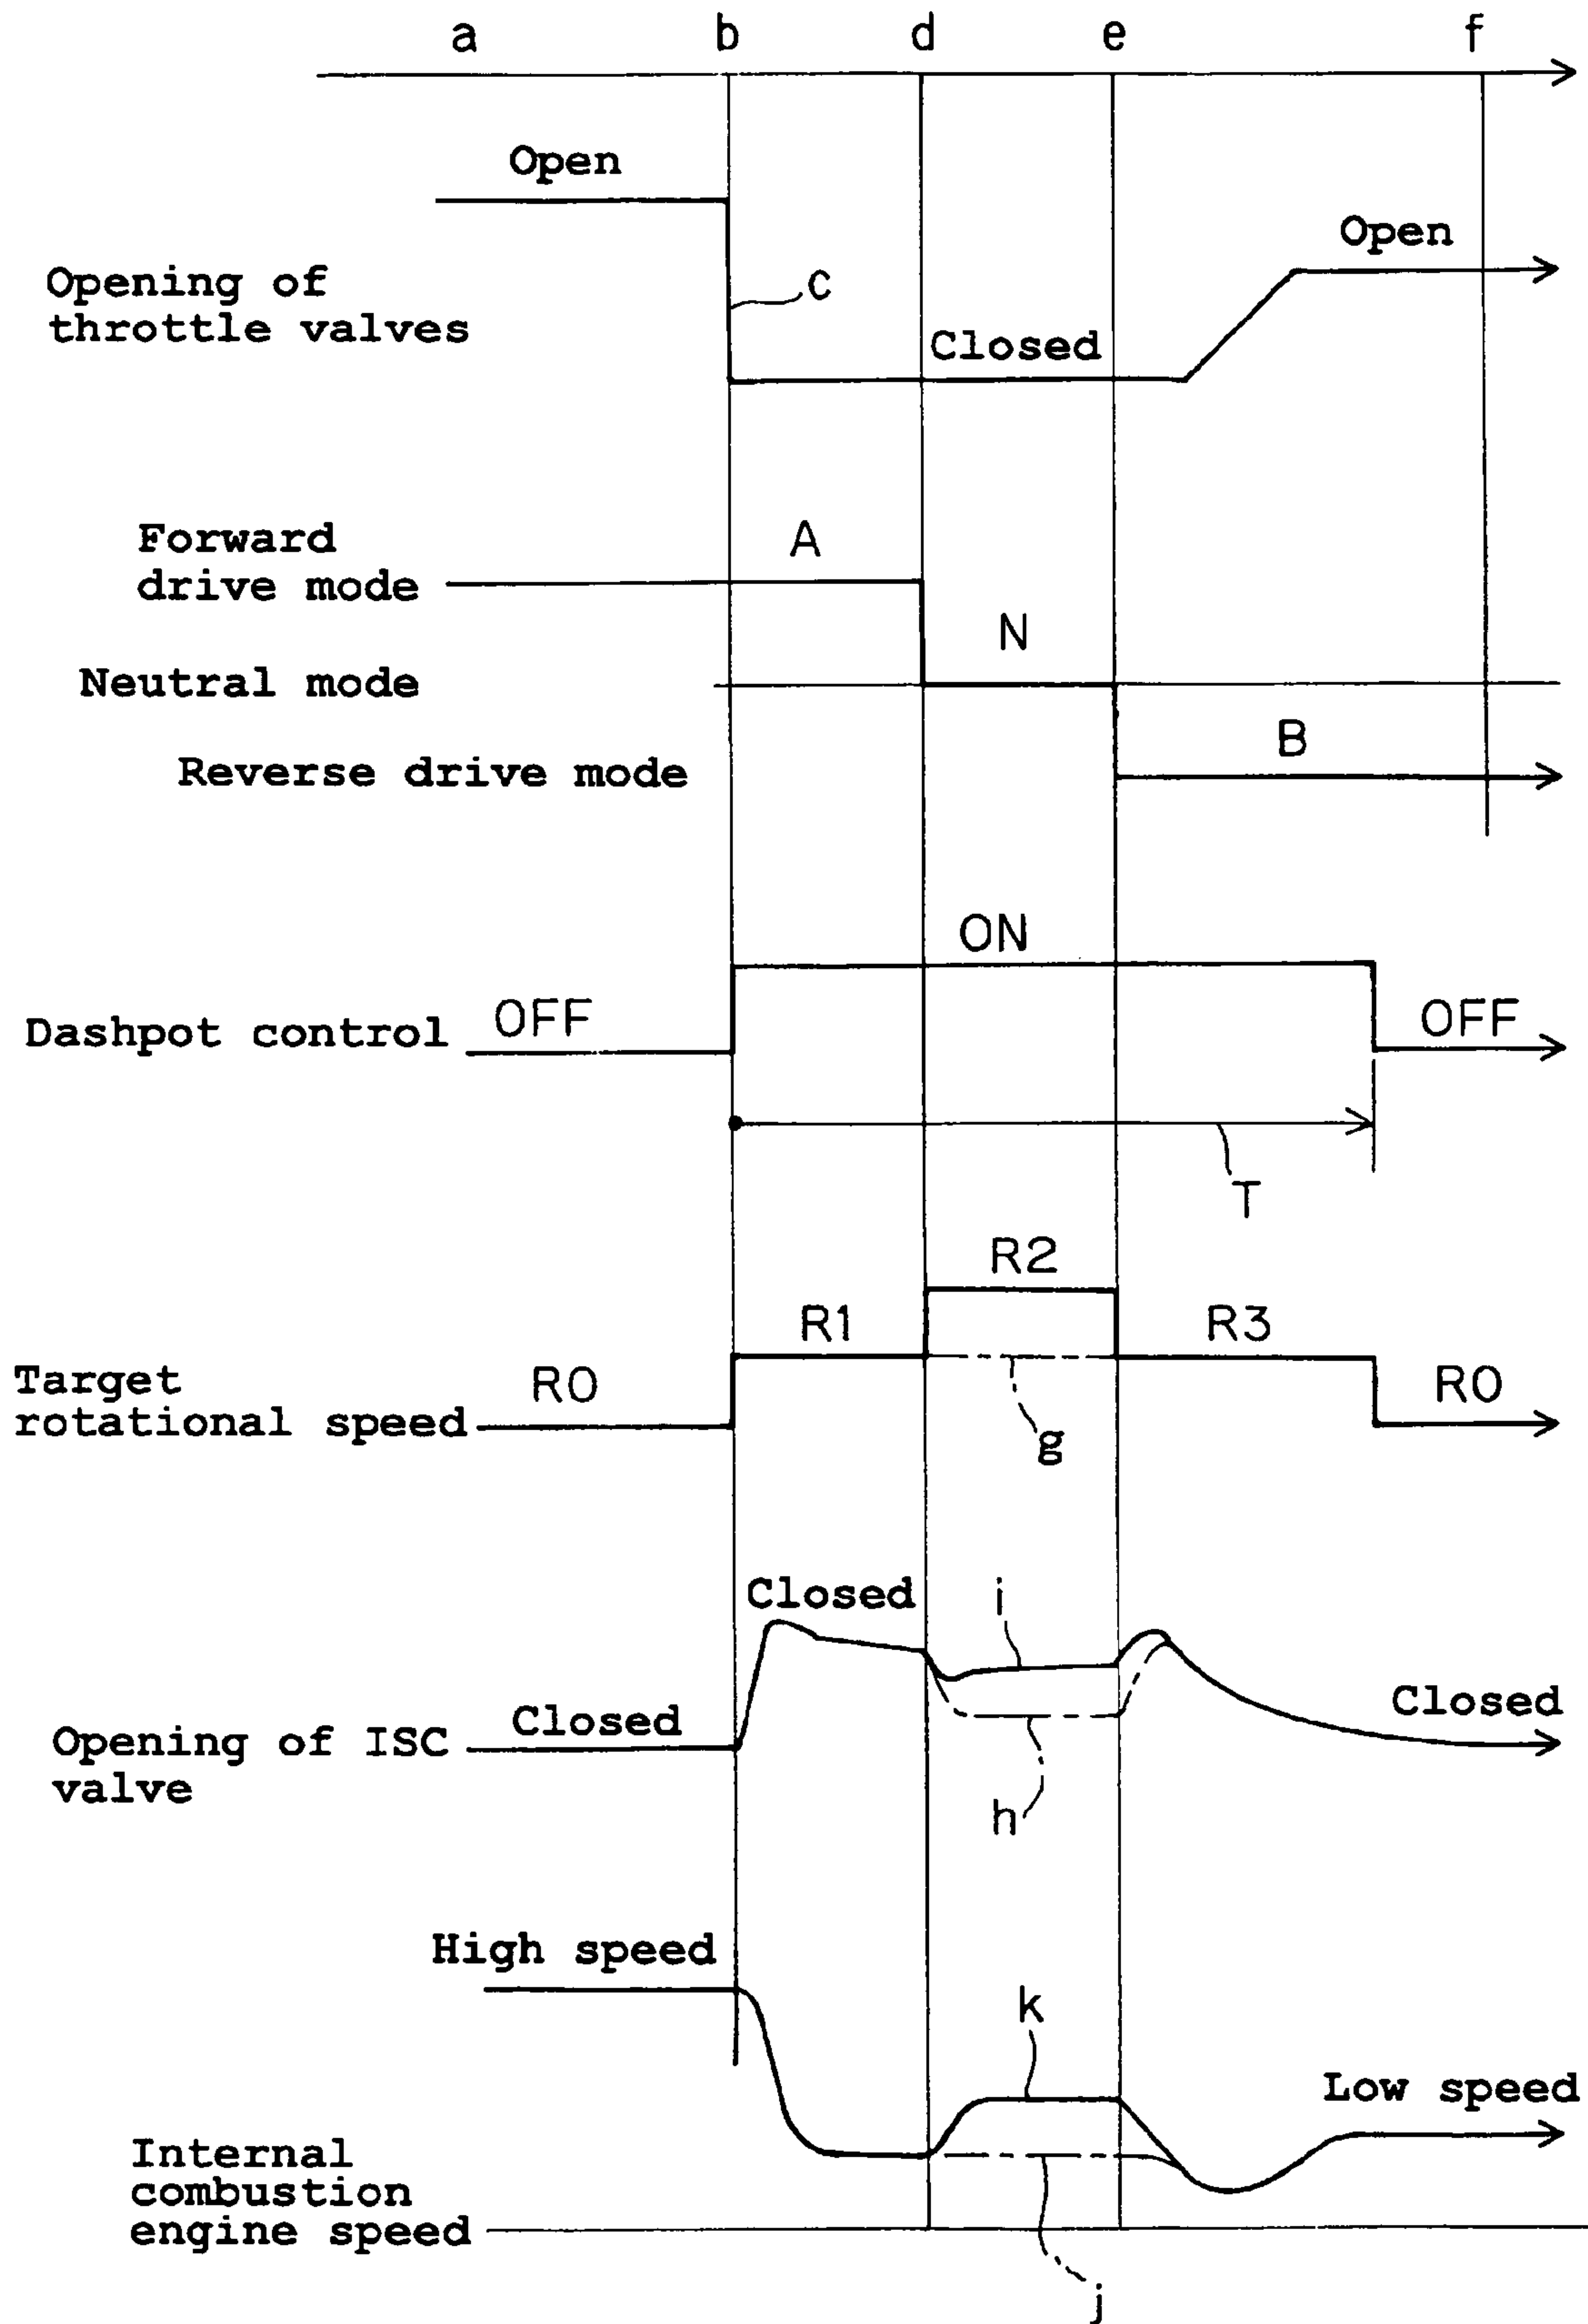 a b d e f
Open
Open
Opening of
throttle valves
C
Closed
Forward
drive mode
A
N
Neutral mode
B
Reverse drive mode
ON
Dashpot control
OFF
OFF
T
R2
R1
R3
Target
rotational speed
R0
R0
g
Closed
i
Closed
Closed
Opening of ISC
valve
h
High speed
k
Low speed
Internal
combustion
engine speed
j